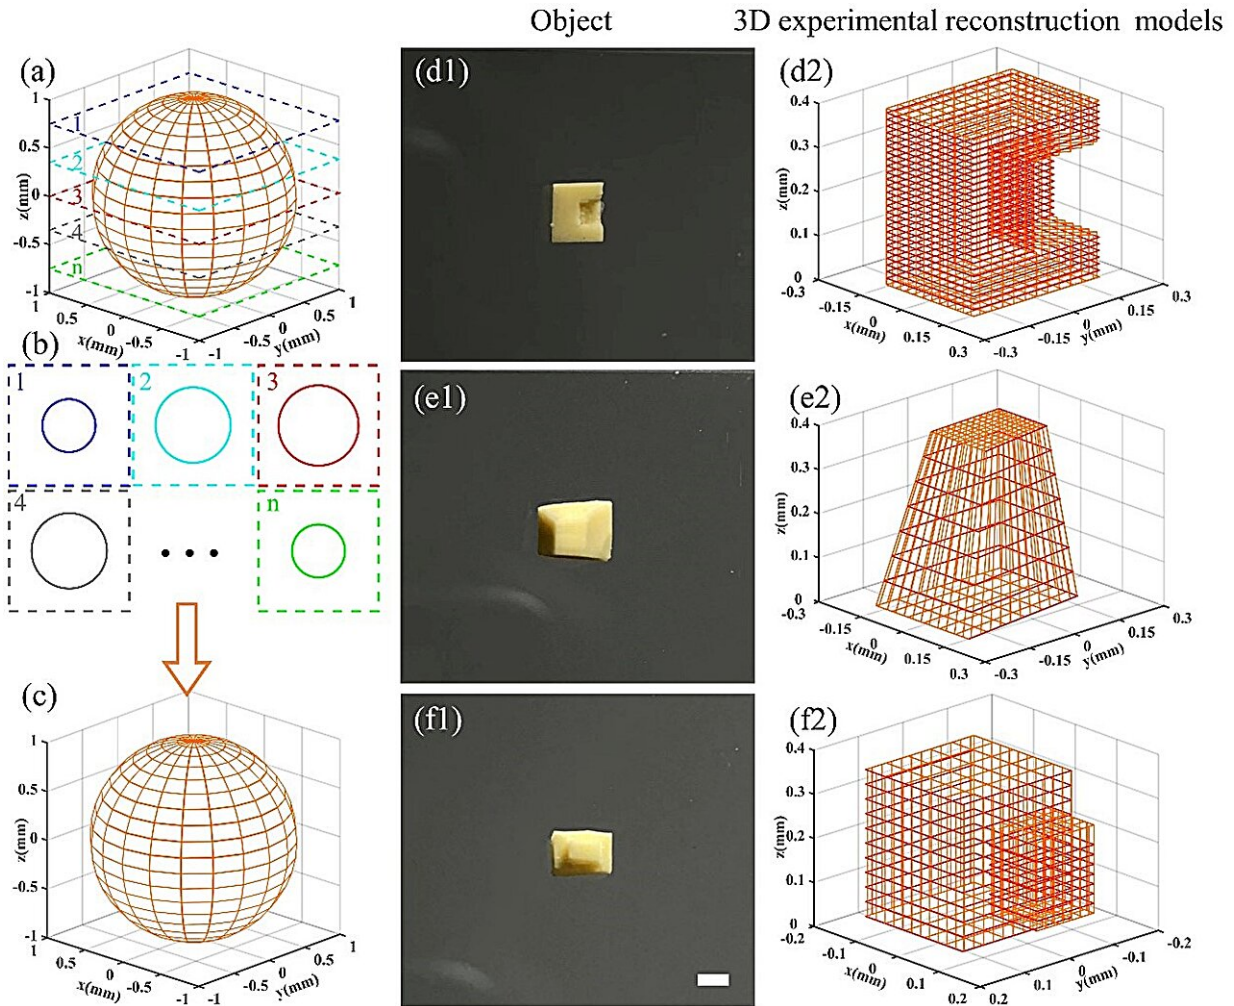 Object
3D experimental reconstruction models
(a)
1
0.5
0
-0.5
-1
z(mm)
1
2
3
4
n
1
0.5
0
-0.5
-1
x(mm)
-1
-0.5
0
0.5
1
y(mm)
(b)
1
2
3
4
n
(c)
1
0.5
0
-0.5
-1
z(mm)
1
0.5
0
-0.5
-1
x(mm)
-1
-0.5
0
0.5
1
y(mm)
(d1)
(d2)
0.4
0.3
0.2
0.1
0
z(mm)
-0.3
-0.15
0
0.15
0.3
x(mm)
-0.3
-0.15
0
0.15
0.3
y(mm)
(e1)
(e2)
0.4
0.3
0.2
0.1
0
z(mm)
-0.3
-0.15
0
0.15
0.3
x(mm)
-0.3
-0.15
0
0.15
0.3
y(mm)
(f1)
(f2)
0.4
0.3
0.2
0.1
0
z(mm)
-0.2
-0.1
0
0.1
0.2
x(mm)
0.2
0.1
0
-0.1
-0.2
y(mm)